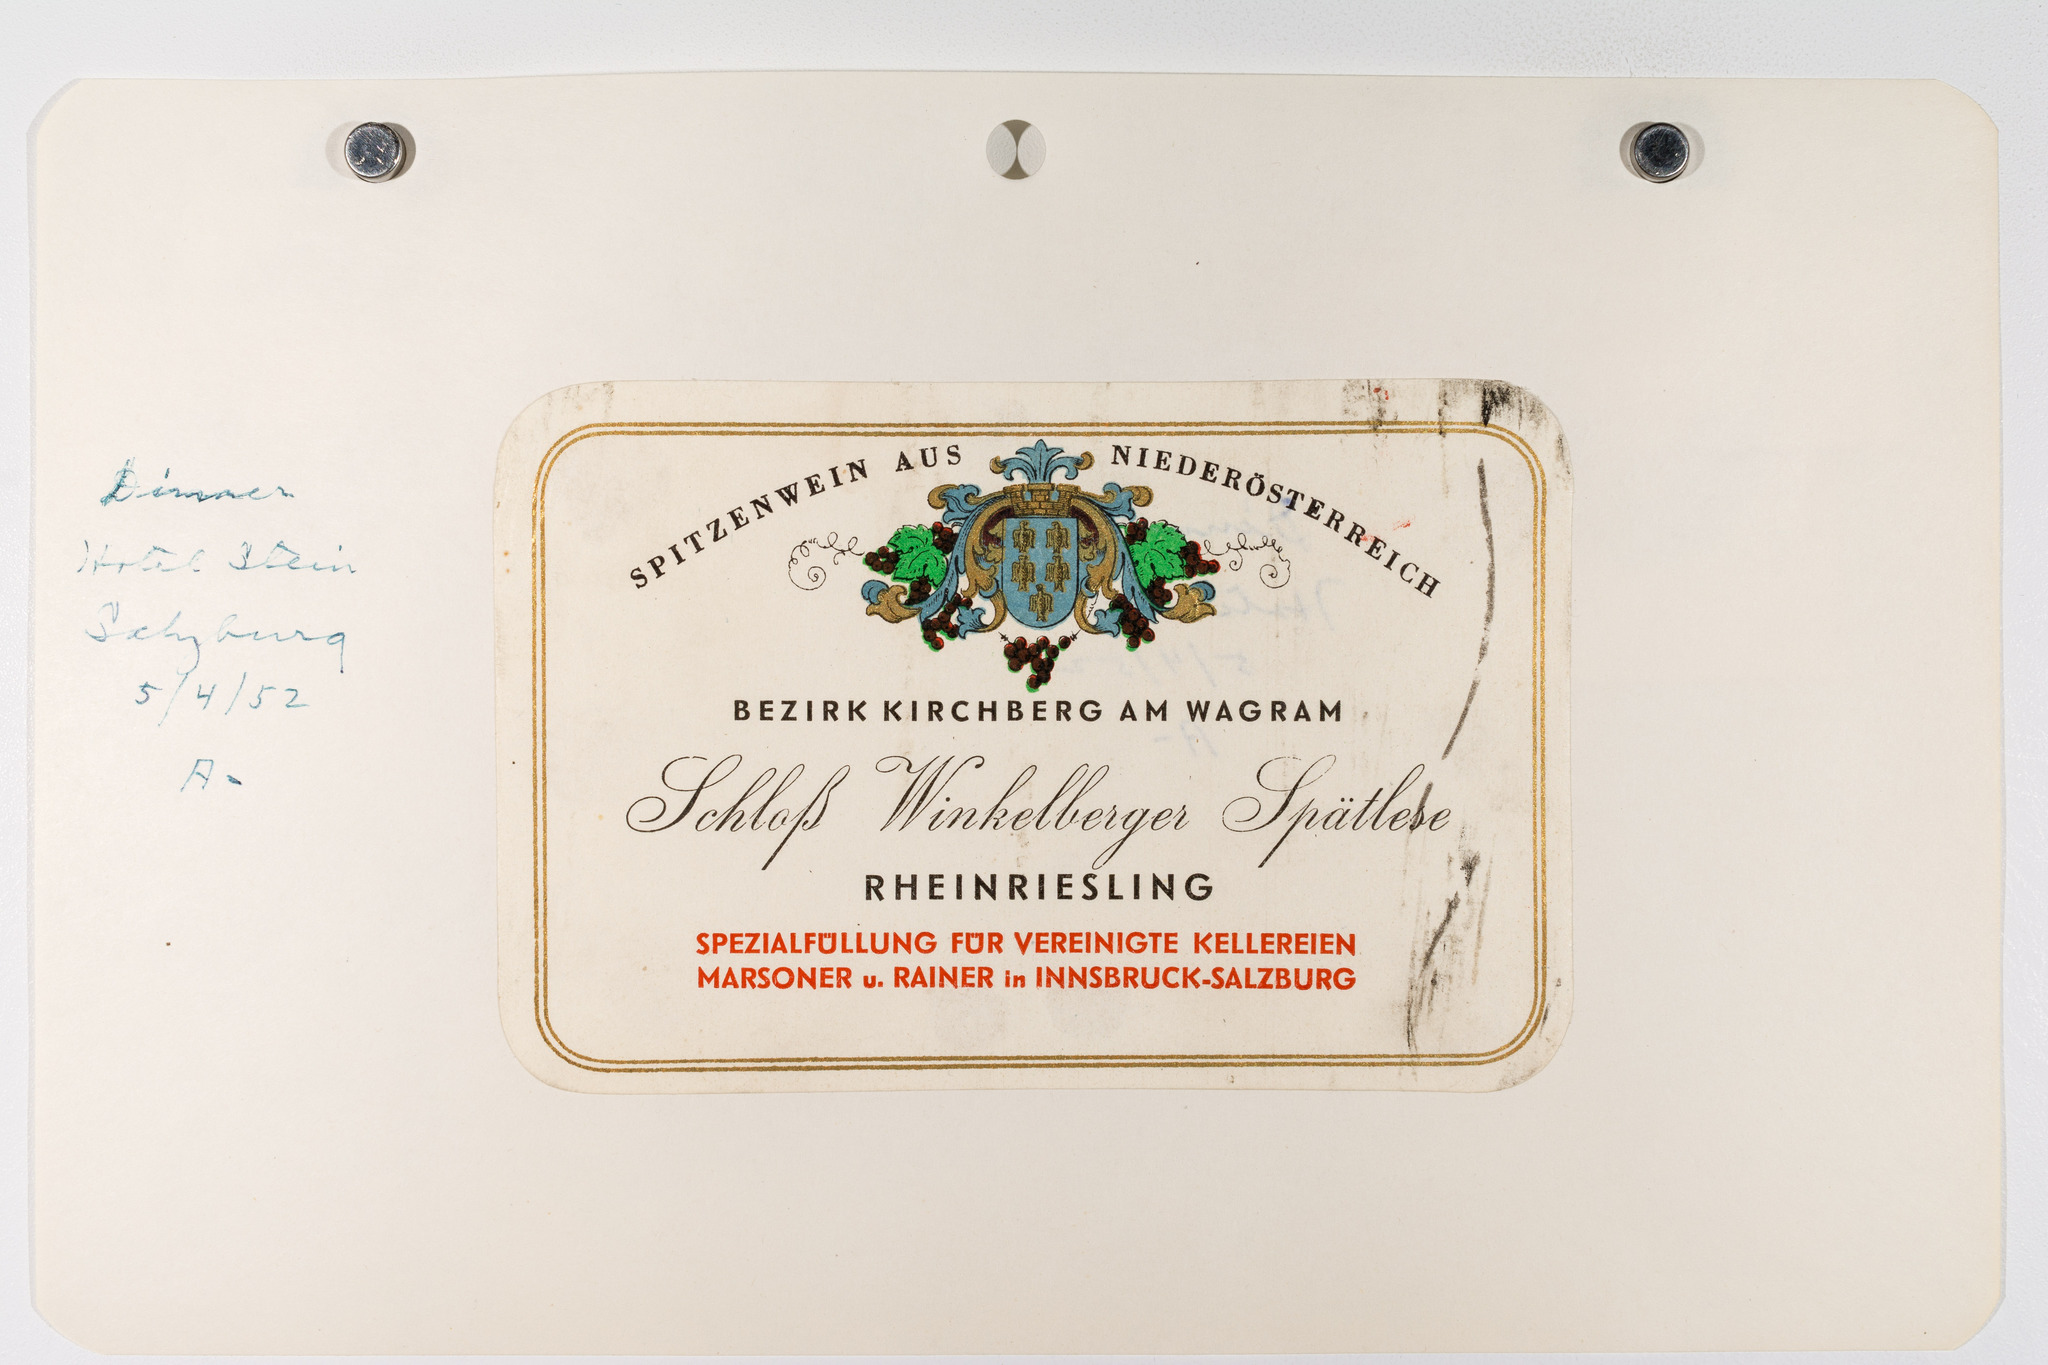 Dinner
Hotel Stein
Salzburg
5/4/52
A-
SPITZENWEIN AUS NIEDERÖSTERREICH
BEZIRK KIRCHBERG AM WAGRAM
Schloß Winkelberger Spätlese
RHEINRIESLING
SPEZIALFÜLLUNG FÜR VEREINIGTE KELLEREIEN
MARSONER u. RAINER in INNSBRUCK-SALZBURG